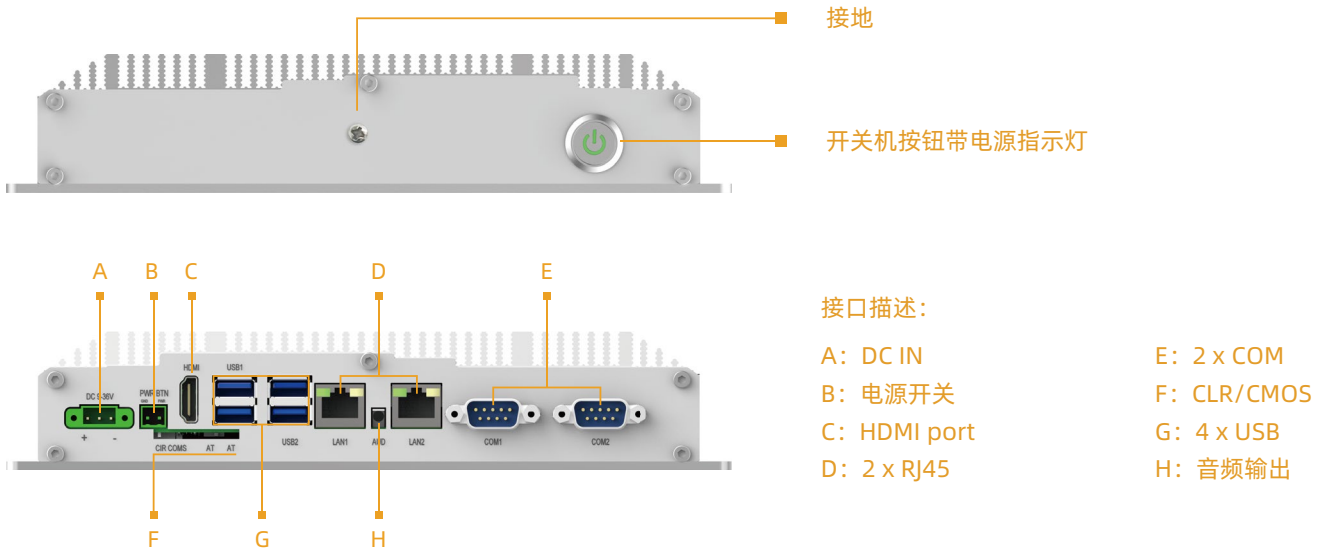 接地
开关机按钮带电源指示灯
A B C D E
HDMI USB1
DC 9-36V PWR BTN
GND PWR
+ - USB2 LAN1 AUD LAN2 COM1 COM2
CIR COMS AT AT
F G H
接口描述：
A：DC IN E：2 x COM
B：电源开关 F：CLR/CMOS
C：HDMI port G：4 x USB
D：2 x RJ45 H：音频输出